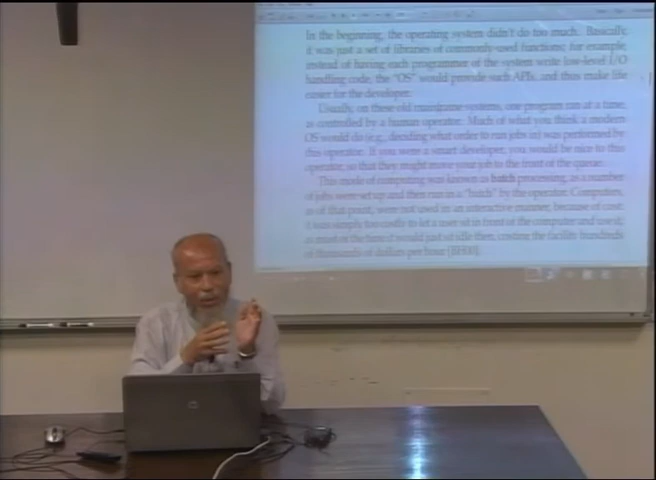 In the beginning, the operating system didn't do too much. Basically,
it was just a set of libraries of commonly-used functions; for example,
instead of having each programmer of the system write low-level I/O
handling code, the "OS" would provide such APIs, and thus make life
easier for the developer.
Usually, on these old mainframe systems, one program ran at a time,
as controlled by a human operator. Much of what you think a modern
OS would do (e.g., deciding what order to run jobs in) was performed by
this operator. If you were a smart developer, you would be nice to this
operator, so that they might move your job to the front of the queue.
This mode of computing was known as batch processing, as a number
of jobs were set up and then run in a "batch" by the operator. Computers,
as of that point, were not used in an interactive manner, because of cost:
it was simply too costly to let a user sit in front of the computer and use it,
as most of the time it would just sit idle then, costing the facility hundreds
of thousands of dollars per hour [BH00].